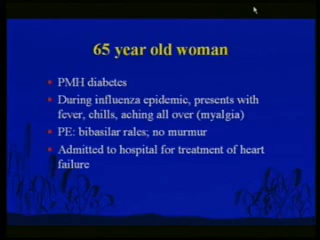 65 year old woman
PMH diabetes
During influenza epidemic, presents with
fever, chills, aching all over (myalgia)
PE: bibasilar rales; no murmur
Admitted to hospital for treatment of heart
failure